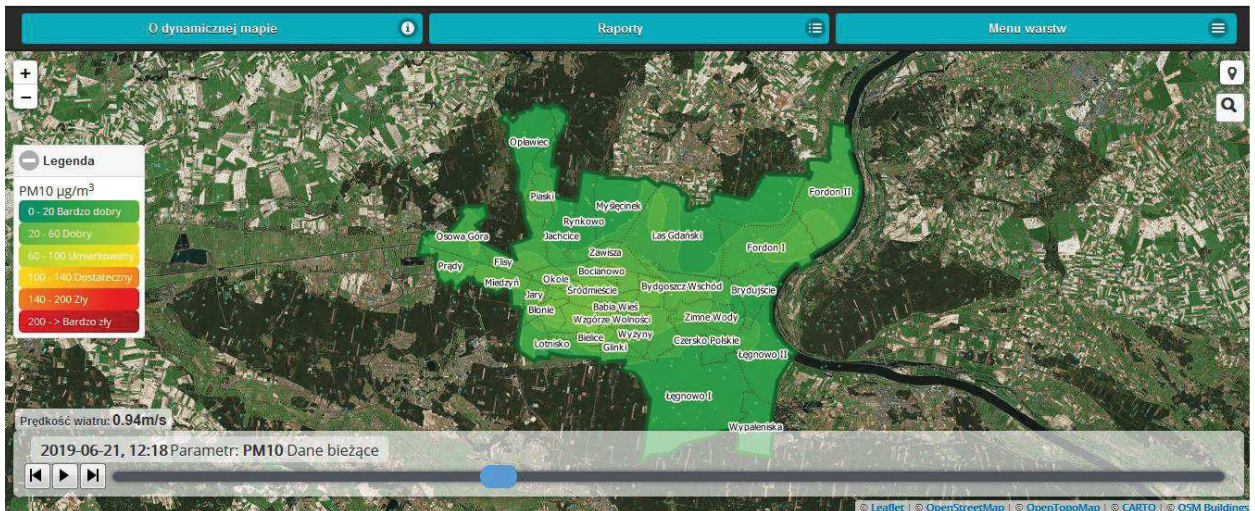 O dynamicznej mapie
Raporty
Menu warstw
+
−
Legenda
PM10 µg/m³
0 - 20 Bardzo dobry
20 - 60 Dobry
60 - 100 Umiarkowany
100 - 140 Dostateczny
140 - 200 Zły
200 - > Bardzo zły
Opławiec
Piaski
Fordon II
Myślęcinek
Rynkowo
Osowa Góra
Jachcice
Las Gdański
Fordon I
Zawisza
Prądy
Flisy
Bocianowo
Miedzyń
Okole
Śródmieście
Bydgoszcz Wschód
Brydujście
Jary
Błonie
Babia Wieś
Wzgórze Wolności
Zimne Wody
Lotnisko
Bielice
Wyżyny
Glinki
Czersko Polskie
Łęgnowo II
Łęgnowo I
Wypaleniska
Prędkość wiatru: 0.94m/s
2019-06-21, 12:18 Parametr: PM10 Dane bieżące
© Leaflet | © OpenStreetMap | © OpenTopoMap | © CARTO | © OSM Buildings